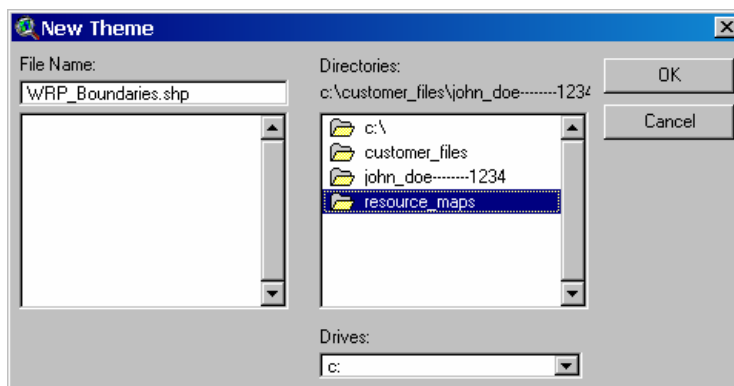 New Theme
File Name:
WRP_Boundaries.shp
Directories:
c:\customer_files\john_doe--------1234
c:\
customer_files
john_doe--------1234
resource_maps
Drives:
c:
OK
Cancel